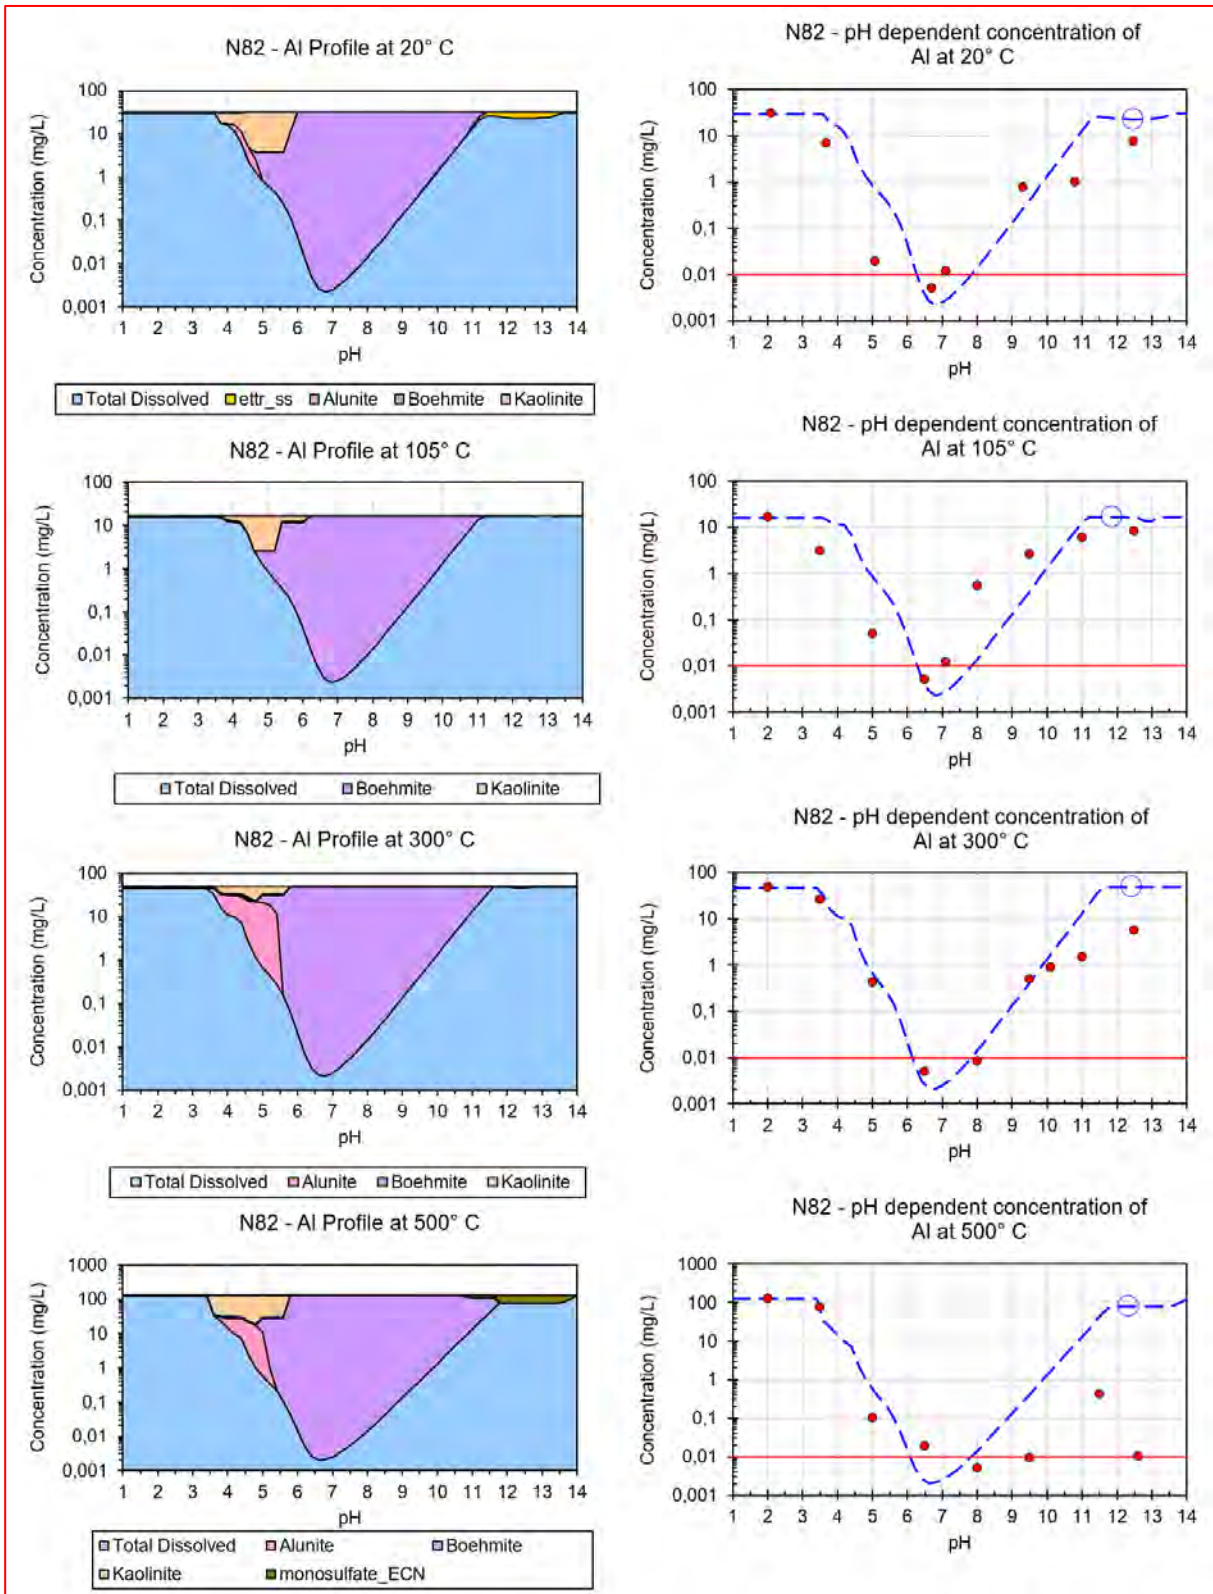 N82 - Al Profile at 20° C
Concentration (mg/L)
100
10
1
0,1
0,01
0,001
1 2 3 4 5 6 7 8 9 10 11 12 13 14
pH
Total Dissolved ettr_ss Alunite Boehmite Kaolinite
N82 - pH dependent concentration of
Al at 20° C
Concentration (mg/L)
100
10
1
0,1
0,01
0,001
1 2 3 4 5 6 7 8 9 10 11 12 13 14
pH
N82 - Al Profile at 105° C
Concentration (mg/L)
100
10
1
0,1
0,01
0,001
1 2 3 4 5 6 7 8 9 10 11 12 13 14
pH
Total Dissolved Boehmite Kaolinite
N82 - pH dependent concentration of
Al at 105° C
Concentration (mg/L)
100
10
1
0,1
0,01
0,001
1 2 3 4 5 6 7 8 9 10 11 12 13 14
pH
N82 - Al Profile at 300° C
Concentration (mg/L)
100
10
1
0,1
0,01
0,001
1 2 3 4 5 6 7 8 9 10 11 12 13 14
pH
Total Dissolved Alunite Boehmite Kaolinite
N82 - pH dependent concentration of
Al at 300° C
Concentration (mg/L)
100
10
1
0,1
0,01
0,001
1 2 3 4 5 6 7 8 9 10 11 12 13 14
pH
N82 - Al Profile at 500° C
Concentration (mg/L)
1000
100
10
1
0,1
0,01
0,001
1 2 3 4 5 6 7 8 9 10 11 12 13 14
pH
Total Dissolved Alunite Boehmite
Kaolinite monosulfate_ECN
N82 - pH dependent concentration of
Al at 500° C
Concentration (mg/L)
1000
100
10
1
0,1
0,01
0,001
1 2 3 4 5 6 7 8 9 10 11 12 13 14
pH